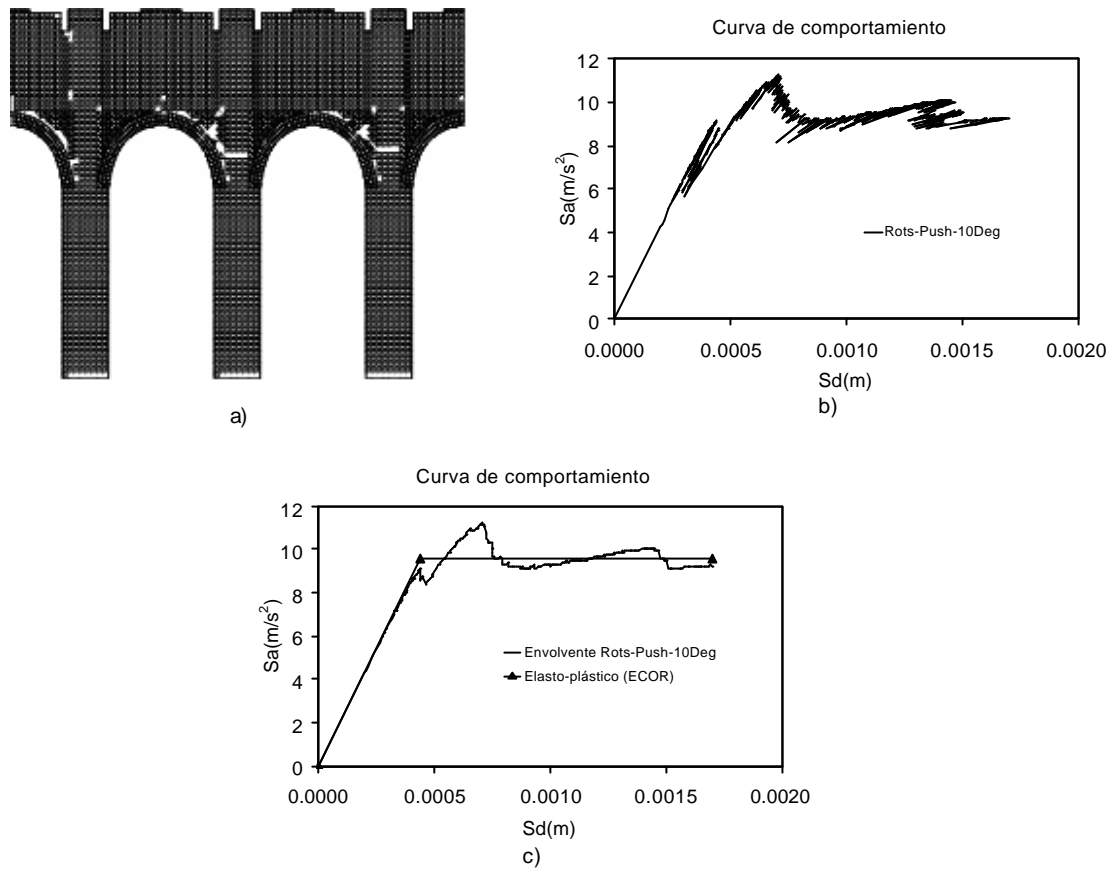 a)
Curva de comportamiento
12
10
8
6
4
2
0
Sa(m/s²)
Rots-Push-10Deg
0.0000 0.0005 0.0010 0.0015 0.0020
Sd(m)
b)
Curva de comportamiento
12
10
8
6
4
2
0
Sa(m/s²)
Envolvente Rots-Push-10Deg
Elasto-plástico (ECOR)
0.0000 0.0005 0.0010 0.0015 0.0020
Sd(m)
c)